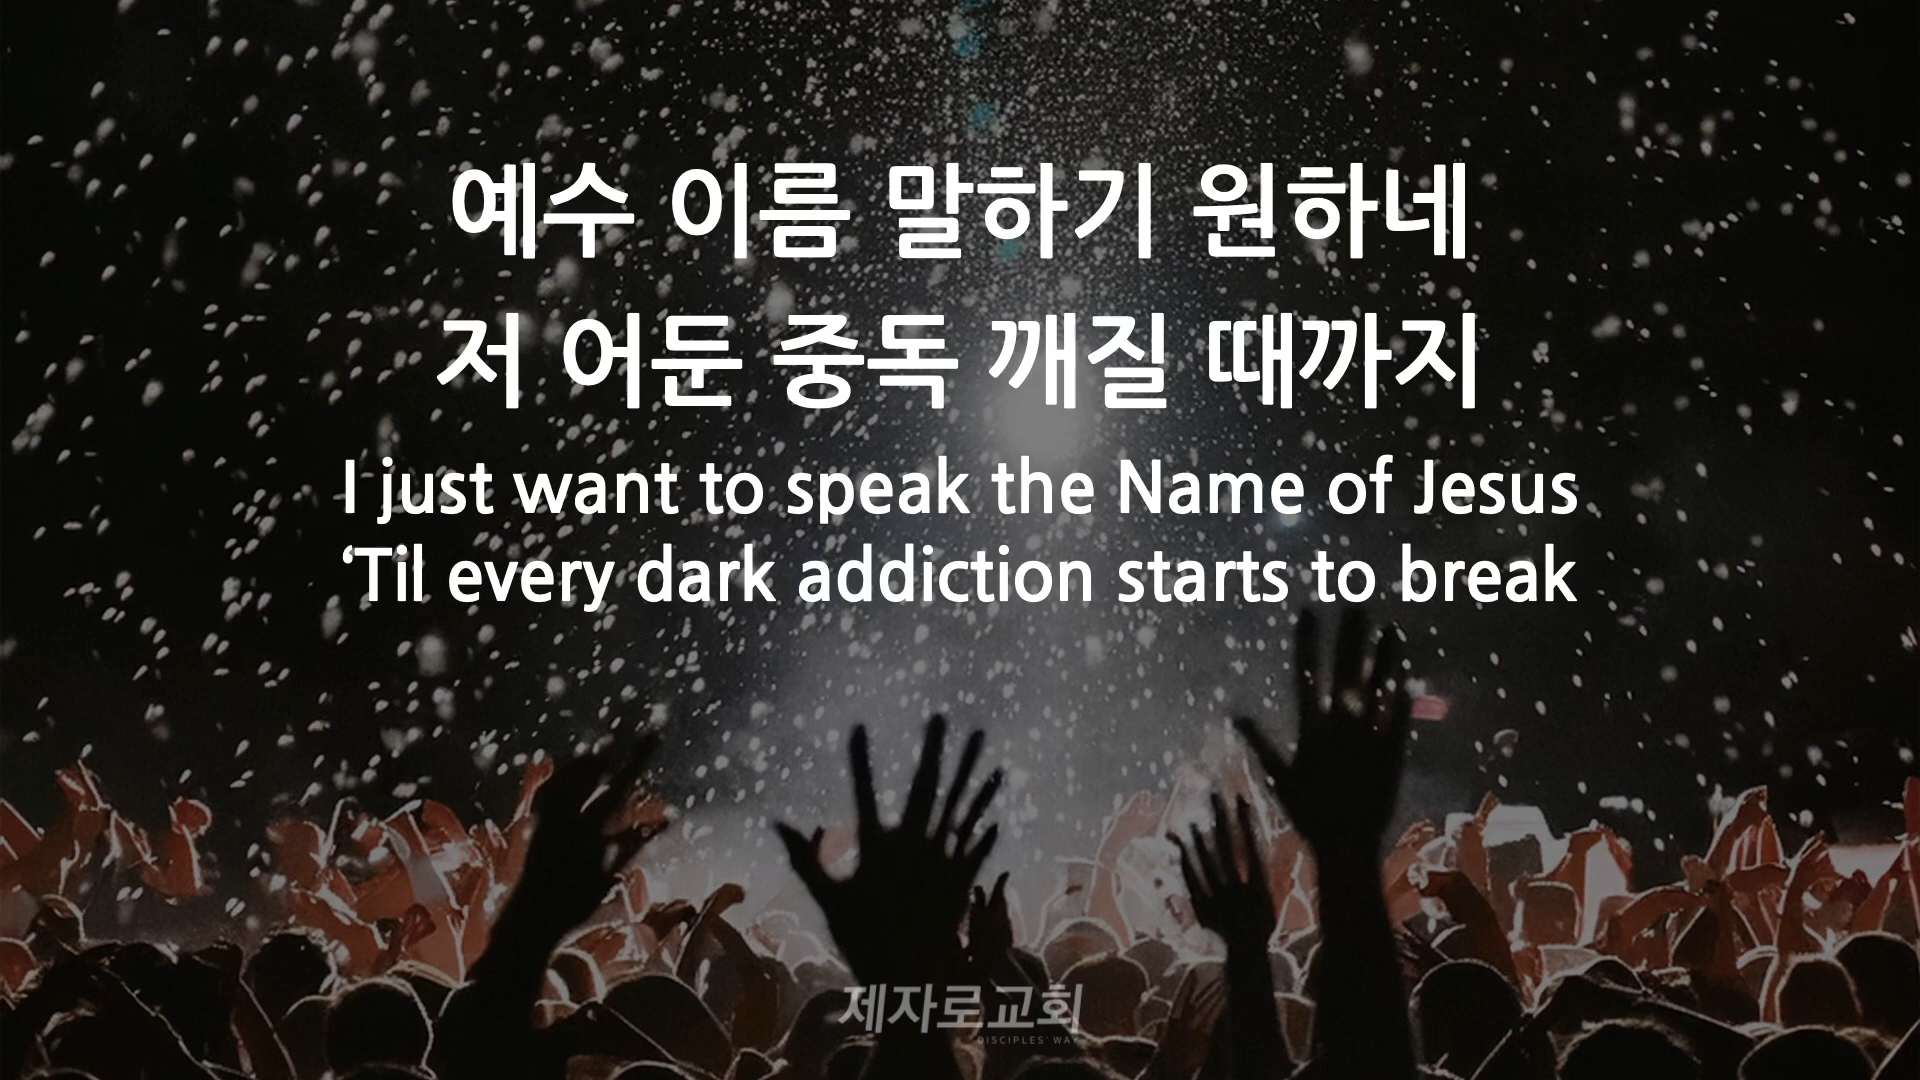 예수 이름 말하기 원하네
저 어둔 중독 깨질 때까지
I just want to speak the Name of Jesus
‘Til every dark addiction starts to break
제자로교회
DISCIPLES' WAY